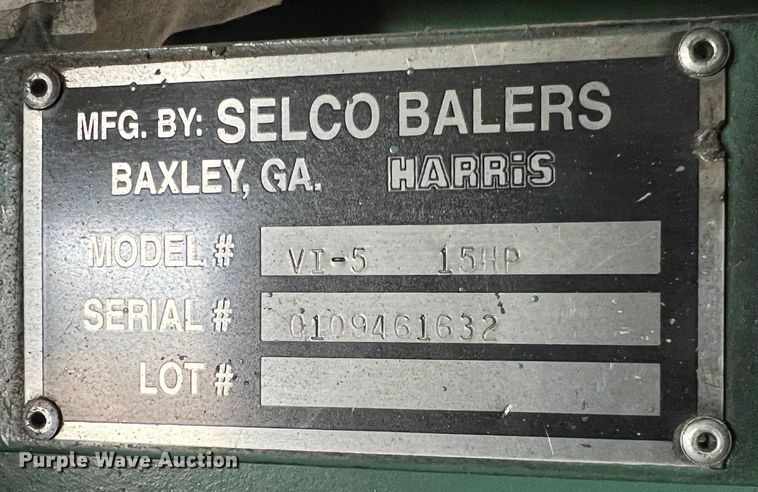 MFG. BY: SELCO BALERS
BAXLEY, GA. HARRiS
MODEL # VI-5 15HP
SERIAL # 0109461632
LOT #
Purple Wave Auction